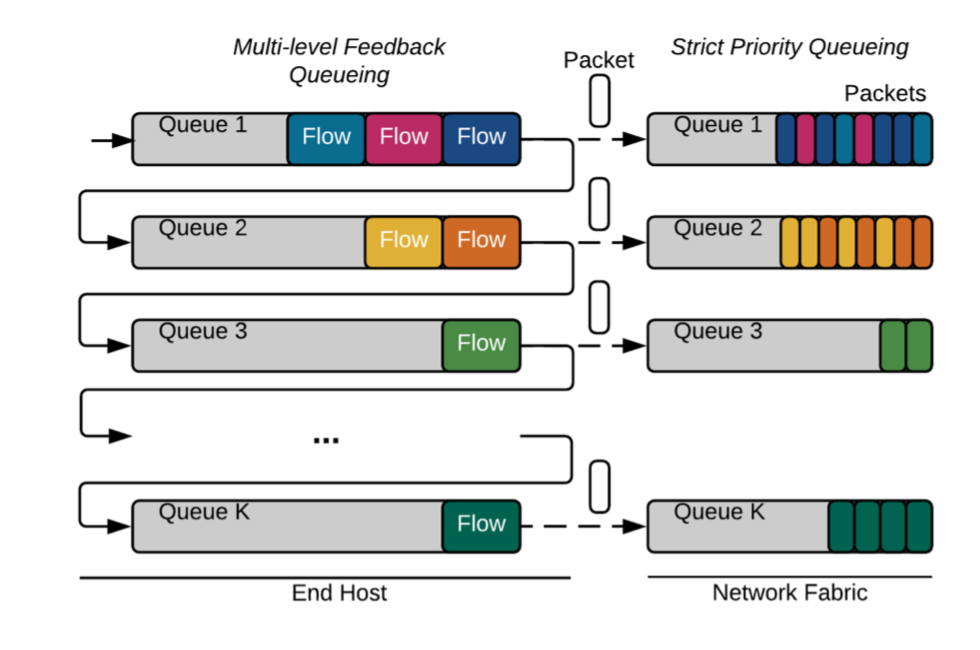 Multi-level Feedback
Queueing
Packet
Strict Priority Queueing
Packets
Queue 1
Flow
Flow
Flow
Queue 1
Queue 2
Flow
Flow
Queue 2
Queue 3
Flow
Queue 3
...
Queue K
Flow
Queue K
End Host
Network Fabric